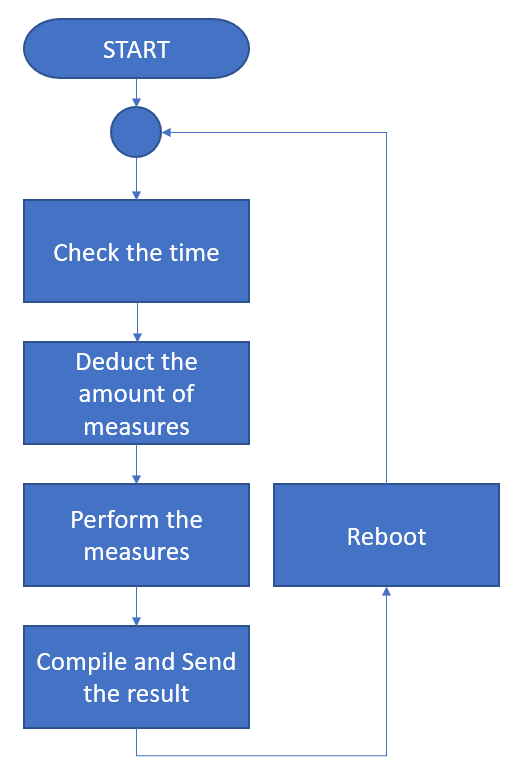 START
Check the time
Deduct the
amount of
measures
Perform the
measures
Reboot
Compile and Send
the result